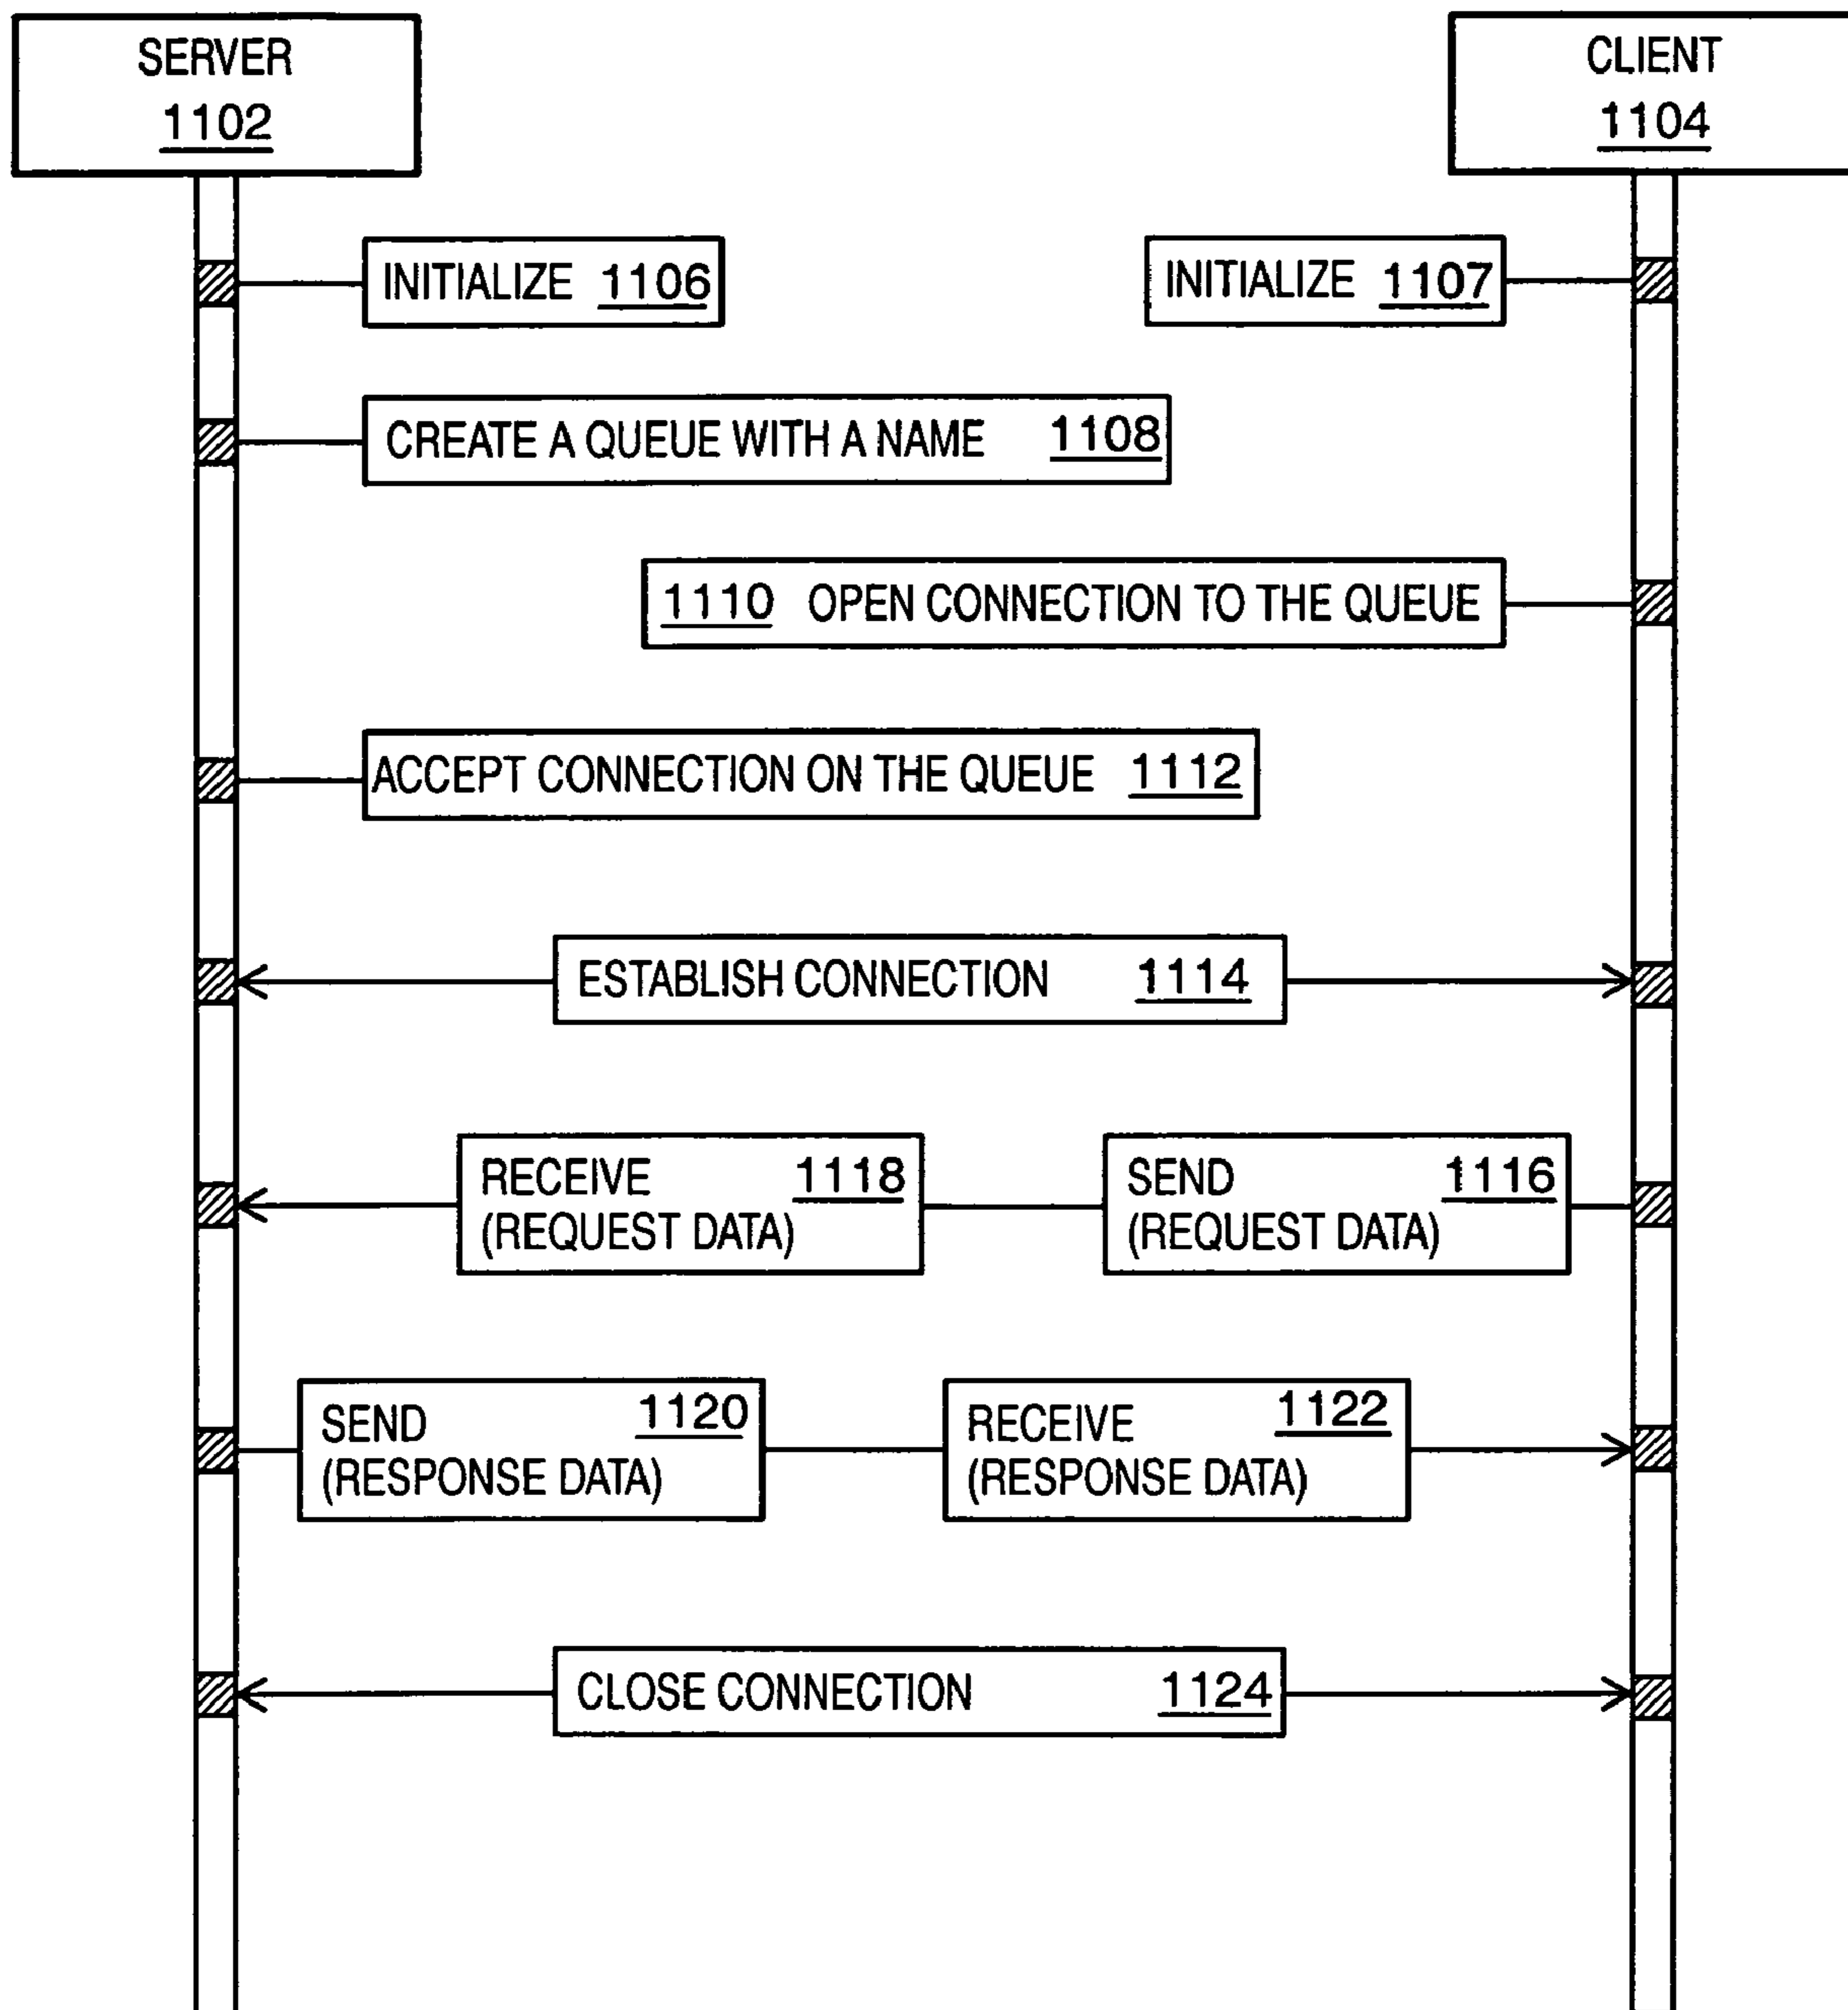 SERVER
1102
CLIENT
1104
INITIALIZE 1106
INITIALIZE 1107
CREATE A QUEUE WITH A NAME 1108
1110 OPEN CONNECTION TO THE QUEUE
ACCEPT CONNECTION ON THE QUEUE 1112
ESTABLISH CONNECTION 1114
RECEIVE 1118
(REQUEST DATA)
SEND 1116
(REQUEST DATA)
SEND 1120
(RESPONSE DATA)
RECEIVE 1122
(RESPONSE DATA)
CLOSE CONNECTION 1124